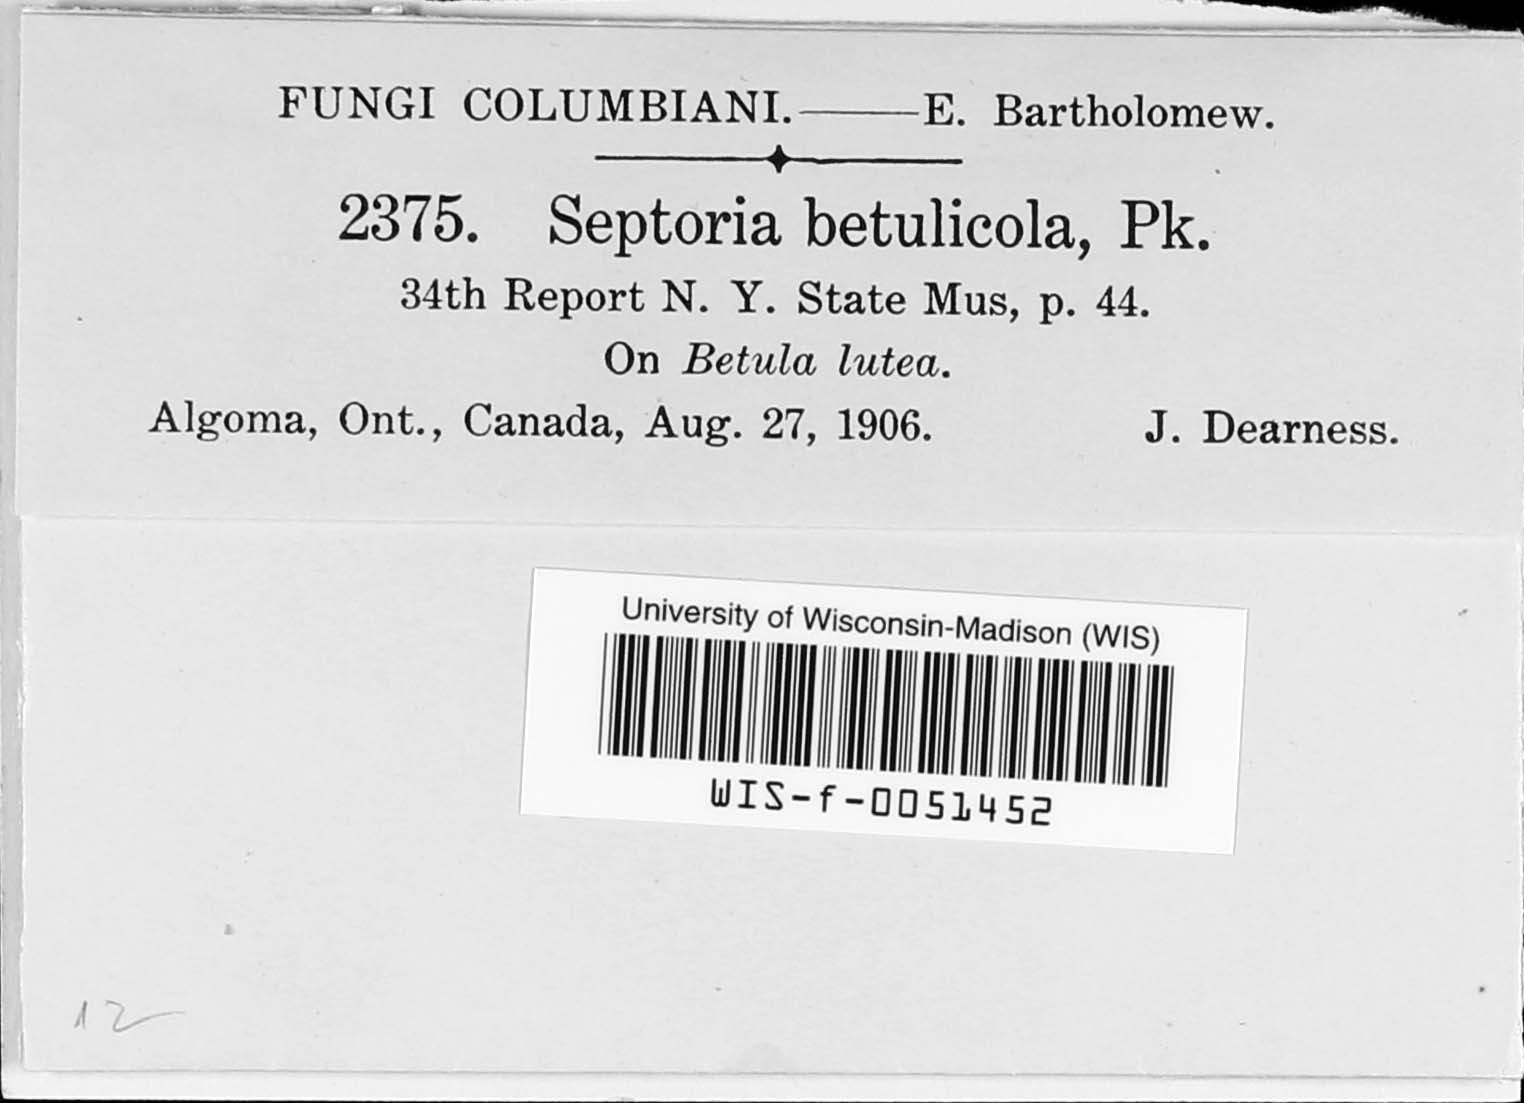 FUNGI COLUMBIANI.——E. Bartholomew.
2375. Septoria betulicola, Pk.
34th Report N. Y. State Mus, p. 44.
On Betula lutea.
Algoma, Ont., Canada, Aug. 27, 1906. J. Dearness.
University of Wisconsin-Madison (WIS)
WIS-f-0051452
12